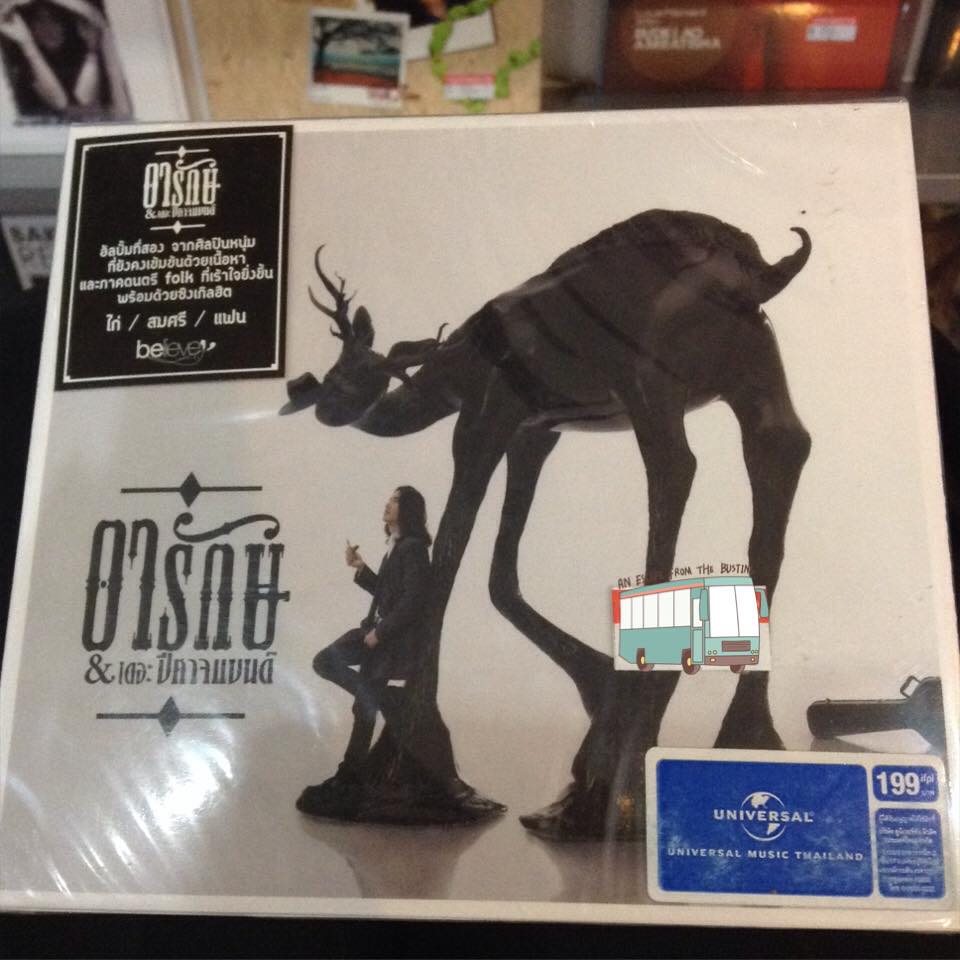 อารักษ์
& เดอะ ปีศาจแบนด์
อัลบั้มที่สอง จากศิลปินหนุ่ม
ที่ยังคงเข้มข้นด้วยเนื้อหา
และภาคดนตรี folk ที่เร้าใจยิ่งขึ้น
พร้อมด้วยซิงเกิลฮิต
ไก่ / สมศรี / แฟน
believe
อารักษ์
& เดอะ ปีศาจแบนด์
AN FROM THE BUSTIN
199 ifpi
บาท
UNIVERSAL
UNIVERSAL MUSIC THAILAND